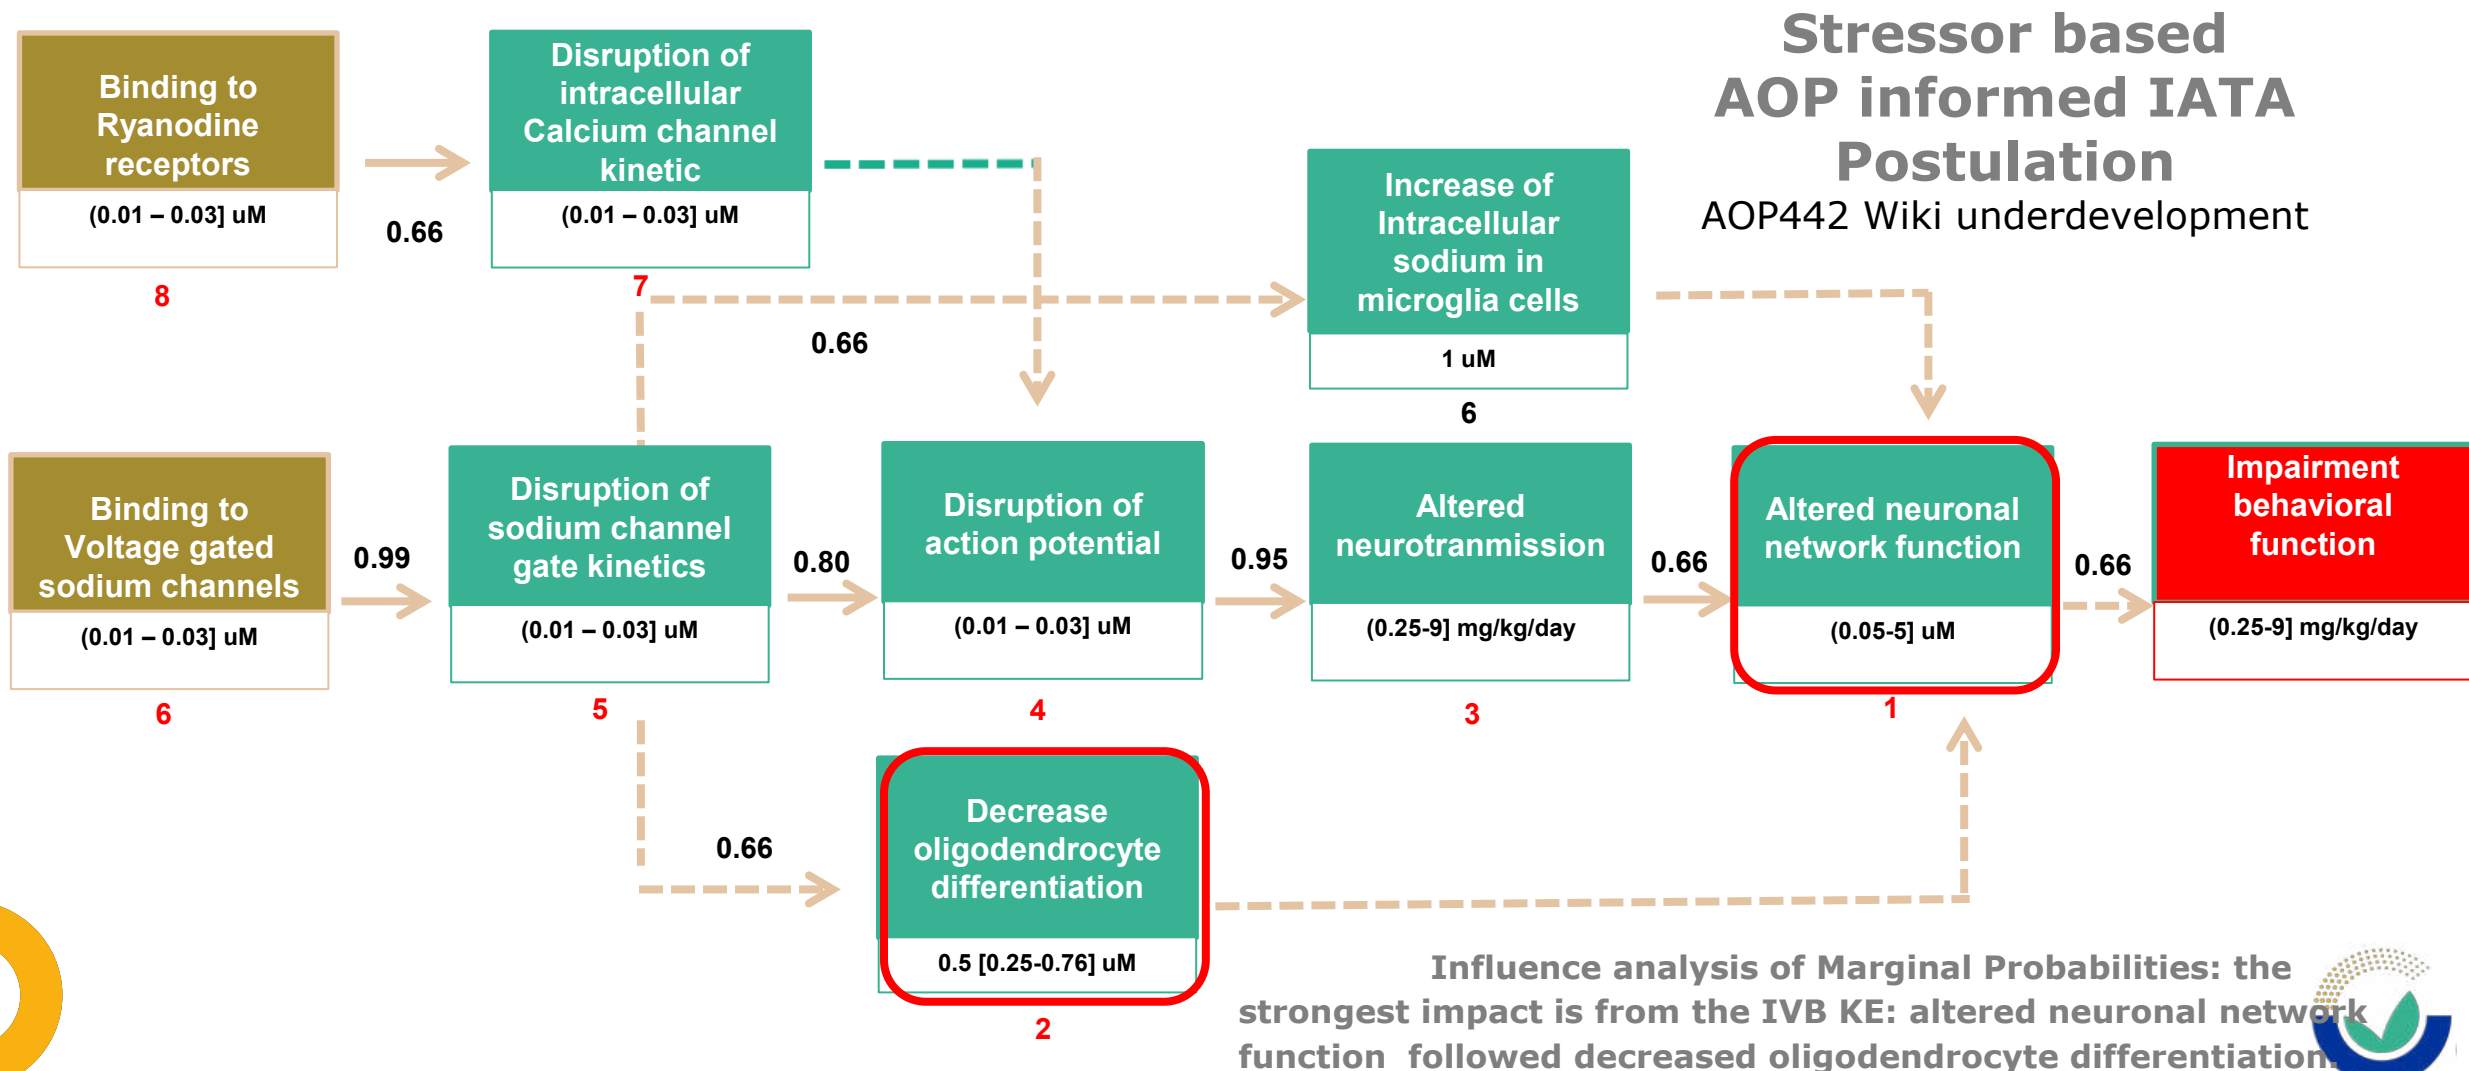 Stressor based
AOP informed IATA
Postulation
AOP442 Wiki underdevelopment
Binding to
Ryanodine
receptors
(0.01 – 0.03] uM
8
0.66
Disruption of
intracellular
Calcium channel
kinetic
(0.01 – 0.03] uM
7
0.66
Increase of
Intracellular
sodium in
microglia cells
1 uM
6
Binding to
Voltage gated
sodium channels
(0.01 – 0.03] uM
6
0.99
Disruption of
sodium channel
gate kinetics
(0.01 – 0.03] uM
5
0.80
Disruption of
action potential
(0.01 – 0.03] uM
4
0.95
Altered
neurotranmission
(0.25-9] mg/kg/day
3
0.66
Altered neuronal
network function
(0.05-5] uM
1
0.66
Impairment
behavioral
function
(0.25-9] mg/kg/day
0.66
Decrease
oligodendrocyte
differentiation
0.5 [0.25-0.76] uM
2
Influence analysis of Marginal Probabilities: the
strongest impact is from the IVB KE: altered neuronal network
function followed decreased oligodendrocyte differentiation.